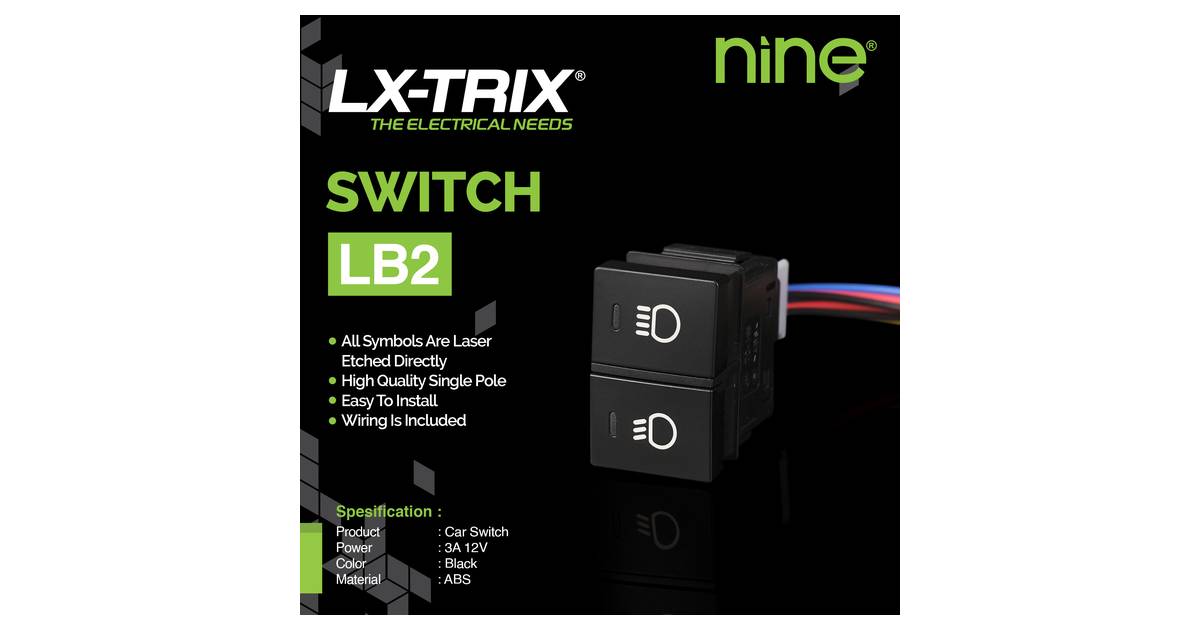 nine®
LX-TRIX®
THE ELECTRICAL NEEDS
SWITCH
LB2
All Symbols Are Laser
Etched Directly
High Quality Single Pole
Easy To Install
Wiring Is Included
Spesification :
Product : Car Switch
Power : 3A 12V
Color : Black
Material : ABS